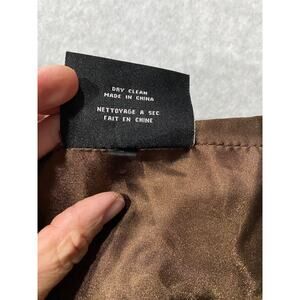 DRY CLEAN
MADE IN CHINA
NETTOYAGE A SEC
FAIT EN CHINE